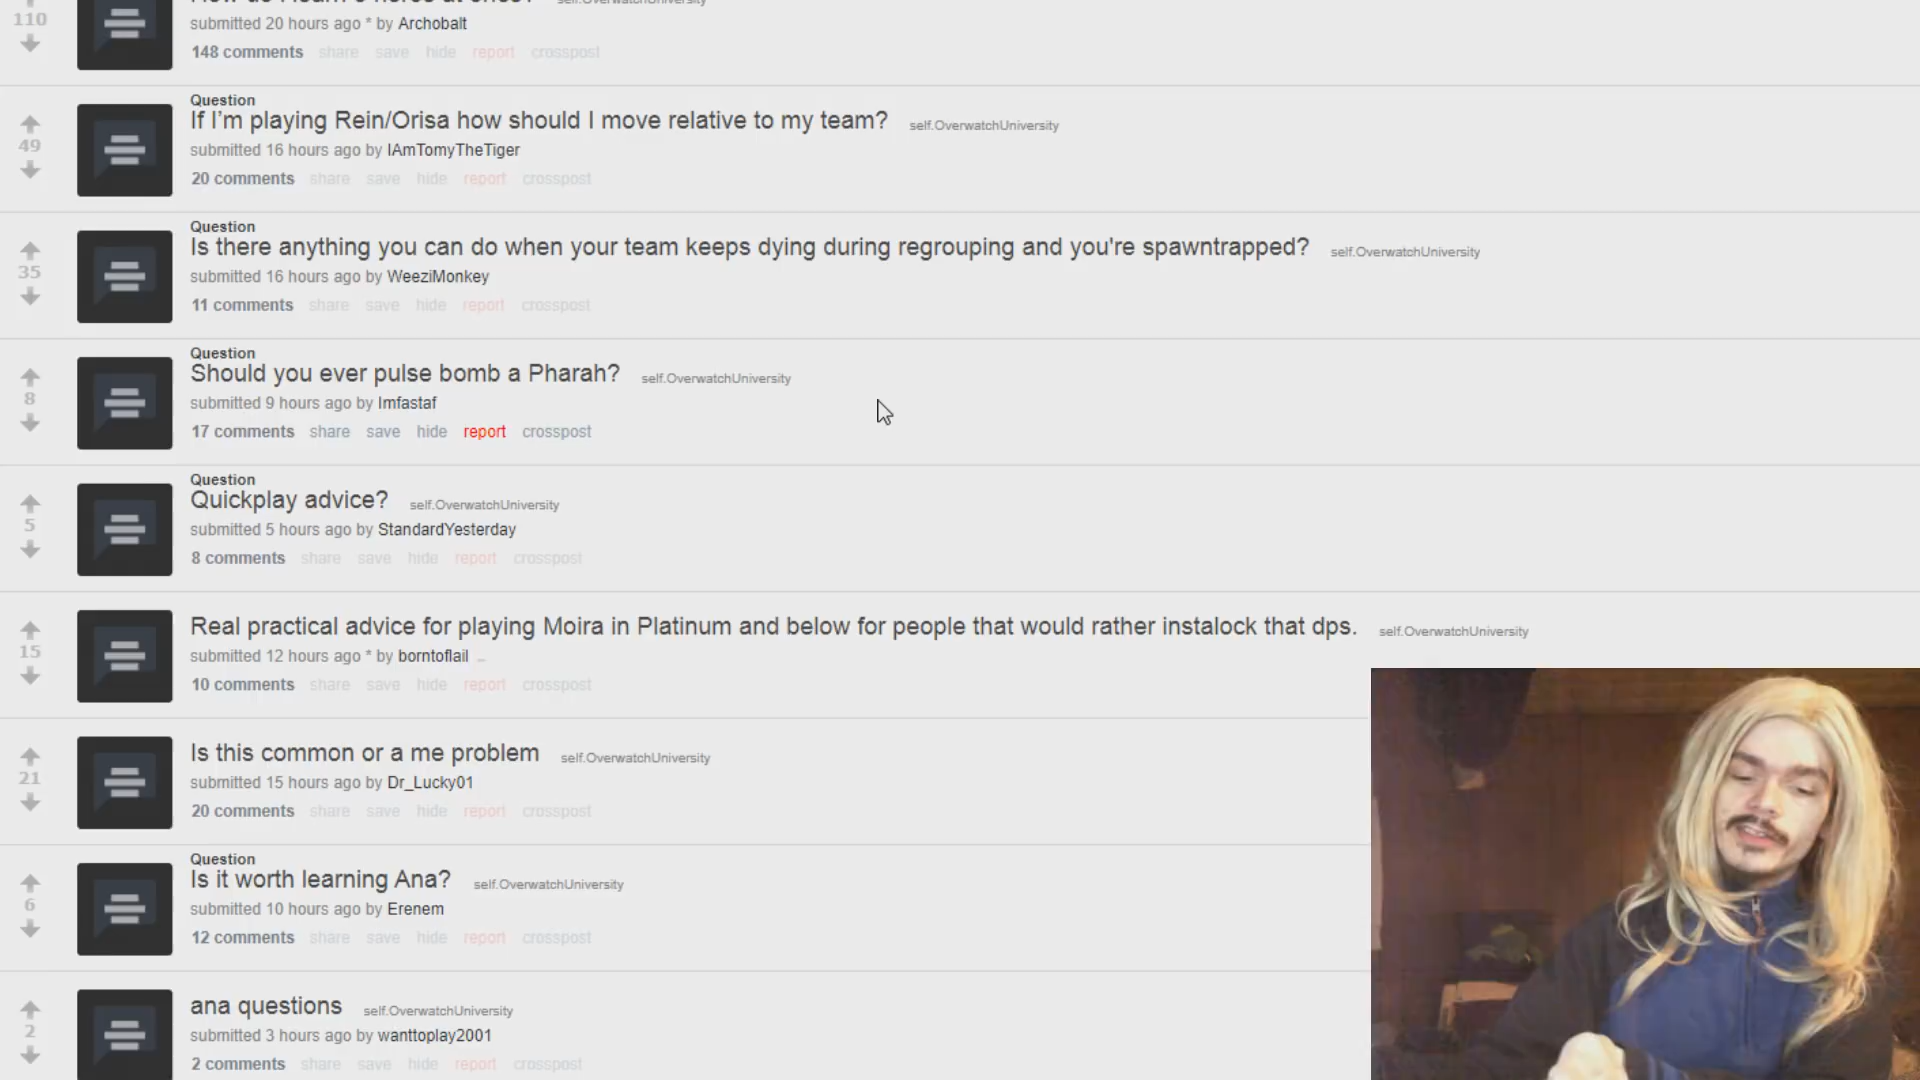 110
submitted 20 hours ago * by Archobalt
148 comments share save hide report crosspost
Question
If I'm playing Rein/Orisa how should I move relative to my team? self.OverwatchUniversity
49
submitted 16 hours ago by IAmTomyTheTiger
20 comments share save hide report crosspost
Question
Is there anything you can do when your team keeps dying during regrouping and you're spawntrapped? self.OverwatchUniversity
35
submitted 16 hours ago by WeeziMonkey
11 comments share save hide report crosspost
Question
Should you ever pulse bomb a Pharah? self.OverwatchUniversity
8
submitted 9 hours ago by Imfastaf
17 comments share save hide report crosspost
Question
Quickplay advice? self.OverwatchUniversity
5
submitted 5 hours ago by StandardYesterday
8 comments share save hide report crosspost
Real practical advice for playing Moira in Platinum and below for people that would rather instalock that dps. self.OverwatchUniversity
15
submitted 12 hours ago * by borntoflail
10 comments share save hide report crosspost
Is this common or a me problem self.OverwatchUniversity
21
submitted 15 hours ago by Dr_Lucky01
20 comments share save hide report crosspost
Question
Is it worth learning Ana? self.OverwatchUniversity
6
submitted 10 hours ago by Erenem
12 comments share save hide report crosspost
ana questions self.OverwatchUniversity
2
submitted 3 hours ago by wanttoplay2001
2 comments share save hide report crosspost